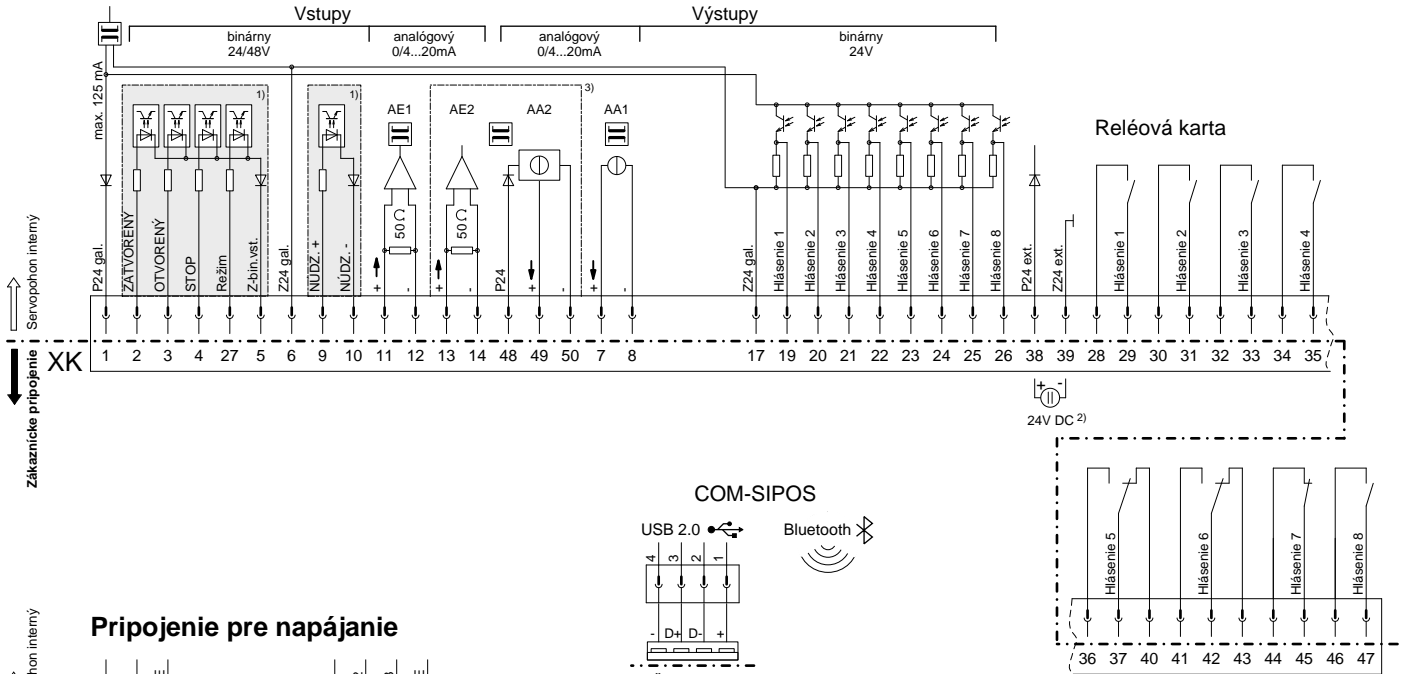 Vstupy
Výstupy
binárny
24/48V
analógový
0/4...20mA
analógový
0/4...20mA
binárny
24V
max. 125 mA
1)
1)
3)
AE1
AE2
AA2
AA1
Reléová karta
50 Ω
50 Ω
P24 gal.
ZATVORENÝ
OTVORENÝ
STOP
Režim
Z-bin.vst.
Z24 gal.
NÚDZ. +
NÚDZ. -
+
-
+
-
P24
+
-
+
-
Z24 gal.
Hlásenie 1
Hlásenie 2
Hlásenie 3
Hlásenie 4
Hlásenie 5
Hlásenie 6
Hlásenie 7
Hlásenie 8
P24 ext.
Z24 ext.
Hlásenie 1
Hlásenie 2
Hlásenie 3
Hlásenie 4
Servopohon interný
Zákaznícke pripojenie
XK
1 2 3 4 27 5 6 9 10 11 12 13 14 48 49 50 7 8 17 19 20 21 22 23 24 25 26 38 39 28 29 30 31 32 33 34 35
+ -
24V DC 2)
COM-SIPOS
USB 2.0
Bluetooth
4 3 2 1
- D+ D- +
Hlásenie 5
Hlásenie 6
Hlásenie 7
Hlásenie 8
36 37 40 41 42 43 44 45 46 47
Pripojenie pre napájanie
hon interný